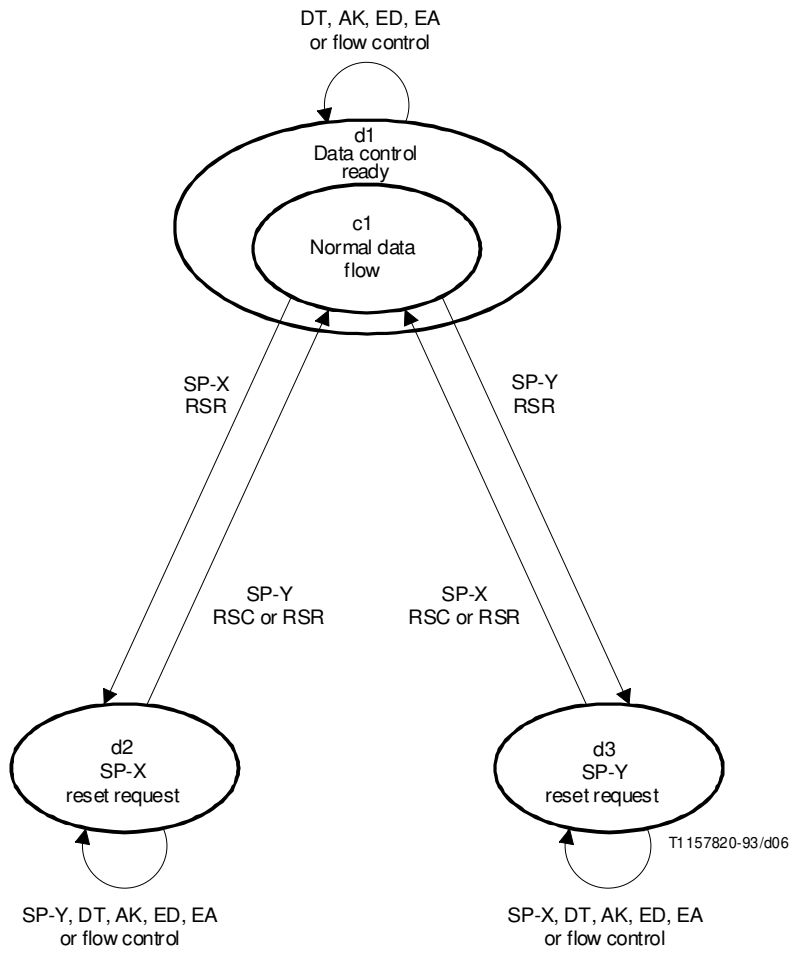 DT, AK, ED, EA
or flow control
d1
Data control
ready
c1
Normal data
flow
SP-X
RSR
SP-Y
RSR
SP-Y
RSC or RSR
SP-X
RSC or RSR
d2
SP-X
reset request
d3
SP-Y
reset request
T1157820-93/d06
SP-Y, DT, AK, ED, EA
or flow control
SP-X, DT, AK, ED, EA
or flow control